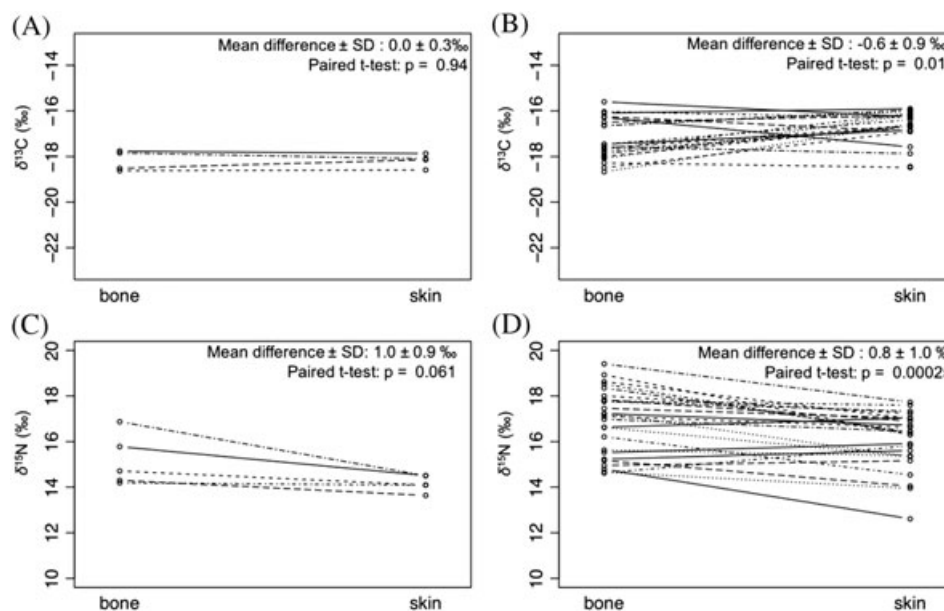 (A)
Mean difference ± SD : 0.0 ± 0.3‰
Paired t-test: p = 0.94
δ¹³C (‰)
−14
−16
−18
−20
−22
bone skin
(B)
Mean difference ± SD : -0.6 ± 0.9 ‰
Paired t-test: p = 0.01
δ¹³C (‰)
−14
−16
−18
−20
−22
bone skin
(C)
Mean difference ± SD: 1.0 ± 0.9 ‰
Paired t-test: p = 0.061
δ¹⁵N (‰)
20
18
16
14
12
10
bone skin
(D)
Mean difference ± SD : 0.8 ± 1.0 %
Paired t-test: p = 0.0002
δ¹⁵N (‰)
20
18
16
14
12
10
bone skin